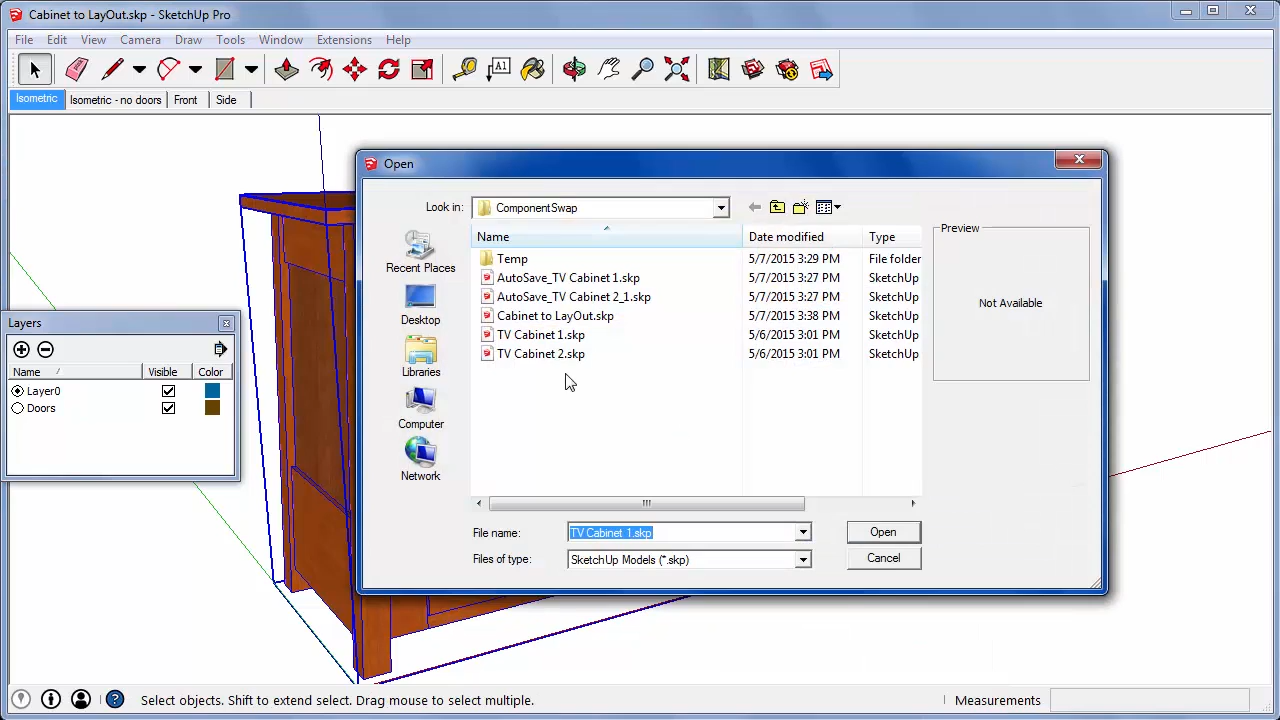 Cabinet to LayOut.skp - SketchUp Pro
File Edit View Camera Draw Tools Window Extensions Help
A1
Isometric Isometric - no doors Front Side
Open
Look in: ComponentSwap
Name Date modified Type
Temp 5/7/2015 3:29 PM File folder
AutoSave_TV Cabinet 1.skp 5/7/2015 3:27 PM SketchUp
AutoSave_TV Cabinet 2_1.skp 5/7/2015 3:27 PM SketchUp
Cabinet to LayOut.skp 5/7/2015 3:38 PM SketchUp
TV Cabinet 1.skp 5/6/2015 3:01 PM SketchUp
TV Cabinet 2.skp 5/6/2015 3:01 PM SketchUp
Recent Places
Desktop
Libraries
Computer
Network
Preview
Not Available
File name: TV Cabinet 1.skp Open
Files of type: SketchUp Models (*.skp) Cancel
Layers
Name Visible Color
Layer0
Doors
Select objects. Shift to extend select. Drag mouse to select multiple. Measurements